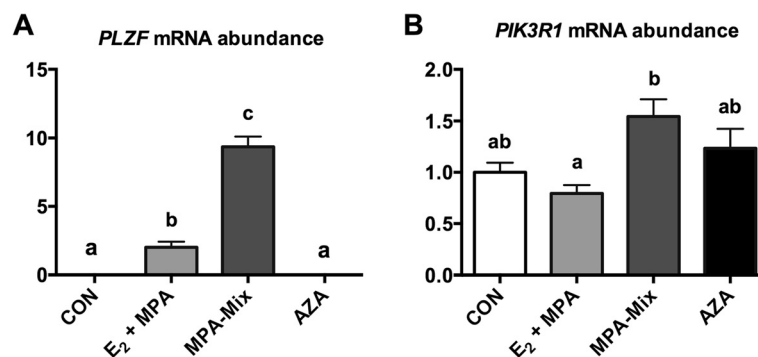 A
PLZF mRNA abundance
15
10
5
0
a
b
c
a
CON
E₂ + MPA
MPA-Mix
AZA
B
PIK3R1 mRNA abundance
2.0
1.5
1.0
0.5
0.0
ab
a
b
ab
CON
E₂ + MPA
MPA-Mix
AZA